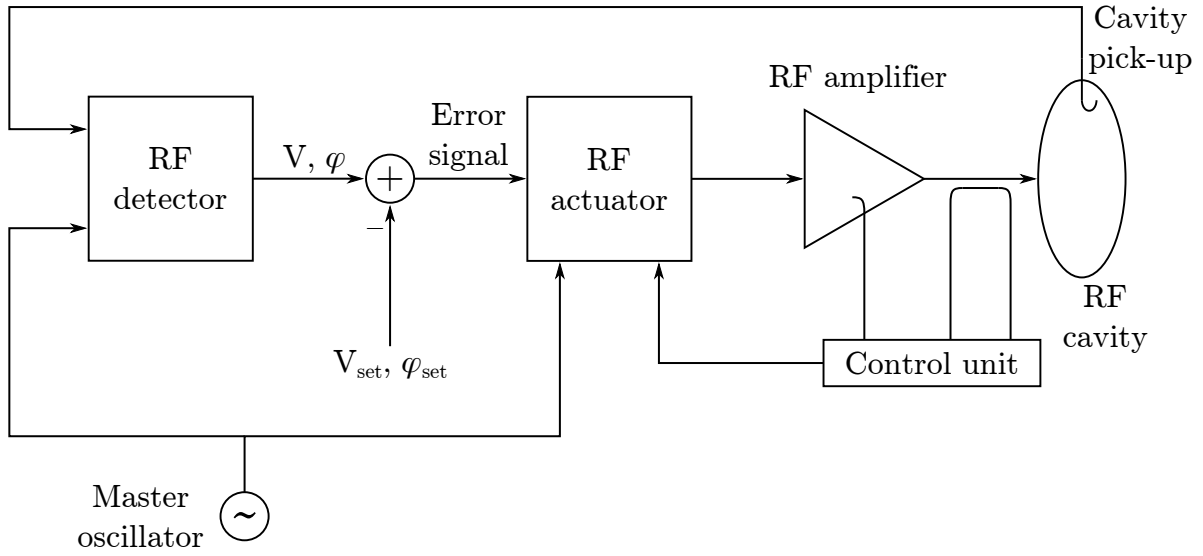 Cavity
pick-up
RF amplifier
RF
detector
V, φ
+
−
Error
signal
RF
actuator
RF
cavity
V_set, φ_set
Control unit
Master
oscillator
~